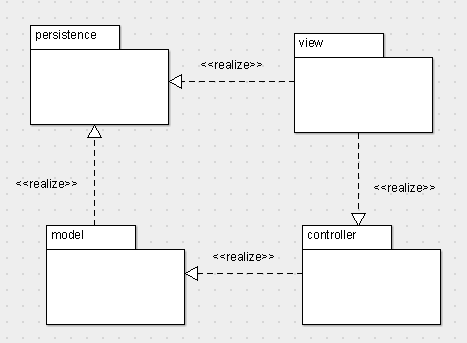 persistence
view
<<realize>>
<<realize>>
<<realize>>
model
controller
<<realize>>